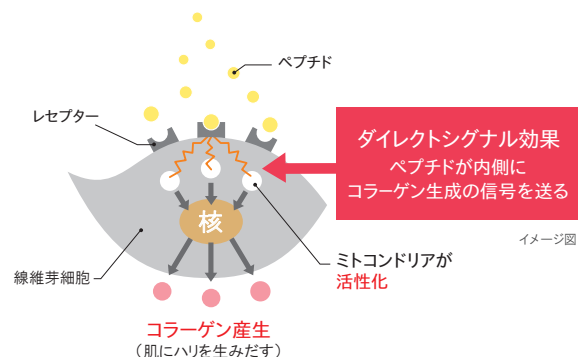 ペプチド
レセプター
ダイレクトシグナル効果
ペプチドが内側に
コラーゲン生成の信号を送る
核
イメージ図
ミトコンドリアが
活性化
線維芽細胞
コラーゲン産生
（肌にハリを生みだす）